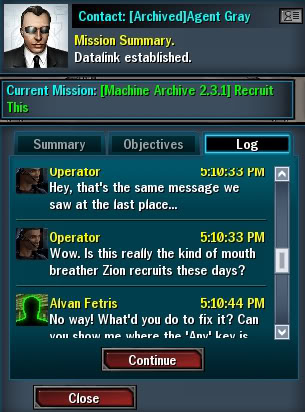 Contact: [Archived]Agent Gray
Mission Summary.
Datalink established.
Current Mission: [Machine Archive 2.3.1] Recruit
This
Summary
Objectives
Log
Operator 5:10:33 PM
Hey, that's the same message we
saw at the last place...
Operator 5:10:33 PM
Wow. Is this really the kind of mouth
breather Zion recruits these days?
Alvan Fetris 5:10:44 PM
No way! What'd you do to fix it? Can
you show me where the 'Any' key is
Continue
Close